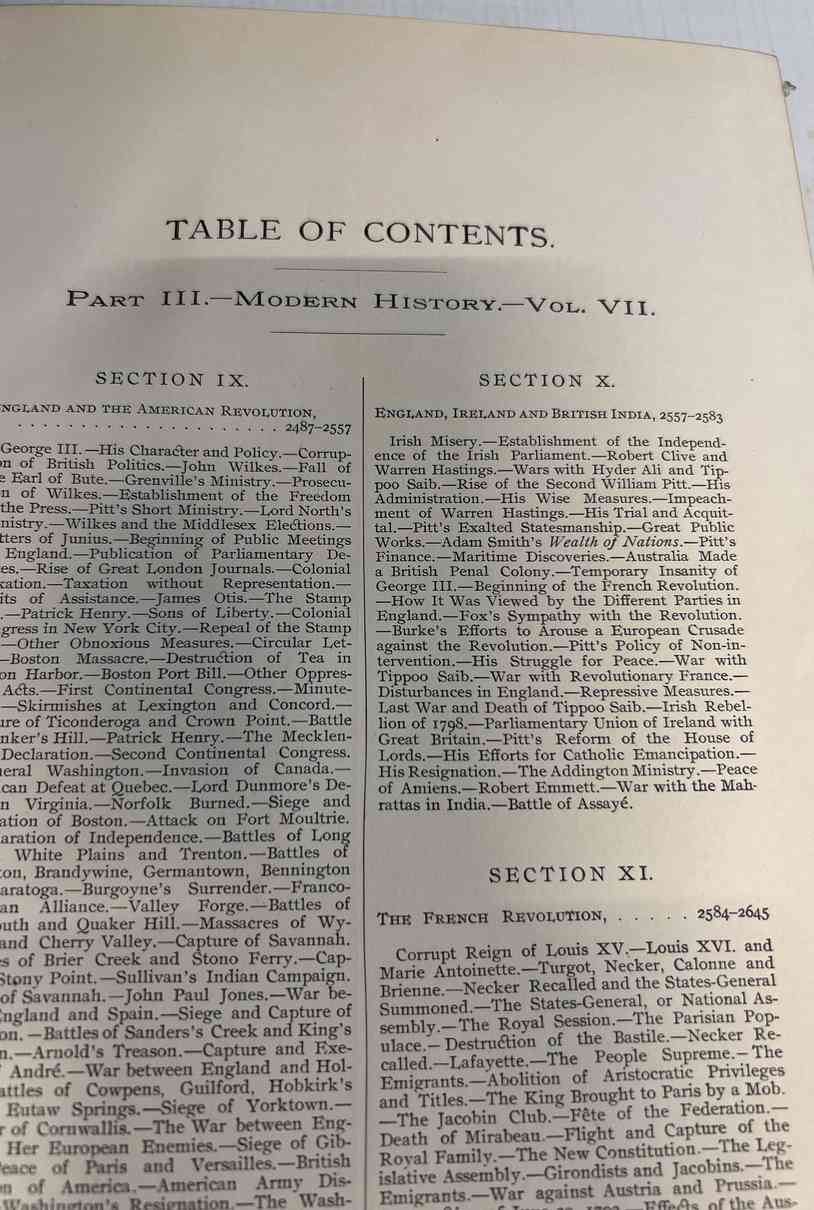 TABLE OF CONTENTS.
PART III.—MODERN HISTORY.—VOL. VII.
SECTION IX.
AND THE AMERICAN REVOLUTION,
. . . . . . . . . . . . . . . . . . . . . 2487-2557
George III.—His Character and Policy.—Corrup-
of British Politics.—John Wilkes.—Fall of
Earl of Bute.—Grenville's Ministry.—Prosecu-
of Wilkes.—Establishment of the Freedom
the Press.—Pitt's Short Ministry.—Lord North's
Wilkes and the Middlesex Elections.—
of Junius.—Beginning of Public Meetings
England.—Publication of Parliamentary De-
Rise of Great London Journals.—Colonial
Taxation without Representation.—
of Assistance.—James Otis.—The Stamp
.—Patrick Henry.—Sons of Liberty.—Colonial
gress in New York City.—Repeal of the Stamp
—Other Obnoxious Measures.—Circular Let-
—Boston Massacre.—Destruction of Tea in
Harbor.—Boston Port Bill.—Other Oppres-
Acts.—First Continental Congress.—Minute-
—Skirmishes at Lexington and Concord.—
of Ticonderoga and Crown Point.—Battle
nker's Hill.—Patrick Henry.—The Mecklen-
Declaration.—Second Continental Congress.
Washington.—Invasion of Canada.—
can Defeat at Quebec.—Lord Dunmore's De-
Virginia.—Norfolk Burned.—Siege and
of Boston.—Attack on Fort Moultrie.
aration of Independence.—Battles of Long
White Plains and Trenton.—Battles of
Brandywine, Germantown, Bennington
aratoga.—Burgoyne's Surrender.—Franco-
an Alliance.—Valley Forge.—Battles of
outh and Quaker Hill.—Massacres of Wy-
and Cherry Valley.—Capture of Savannah.
of Brier Creek and Stono Ferry.—Cap-
Stony Point.—Sullivan's Indian Campaign.
of Savannah.—John Paul Jones.—War be-
England and Spain.—Siege and Capture of
on.—Battles of Sanders's Creek and King's
n.—Arnold's Treason.—Capture and Exe-
André.—War between England and Hol-
attles of Cowpens, Guilford, Hobkirk's
Eutaw Springs.—Siege of Yorktown.—
of Cornwallis.—The War between Eng-
Her European Enemies.—Siege of Gib-
Peace of Paris and Versailles.—British
of America.—American Army Dis-
Washington's Resignation.—The Wash-
SECTION X.
ENGLAND, IRELAND AND BRITISH INDIA, 2557-2583
Irish Misery.—Establishment of the Independ-
ence of the Irish Parliament.—Robert Clive and
Warren Hastings.—Wars with Hyder Ali and Tip-
poo Saib.—Rise of the Second William Pitt.—His
Administration.—His Wise Measures.—Impeach-
ment of Warren Hastings.—His Trial and Acquit-
tal.—Pitt's Exalted Statesmanship.—Great Public
Works.—Adam Smith's Wealth of Nations.—Pitt's
Finance.—Maritime Discoveries.—Australia Made
a British Penal Colony.—Temporary Insanity of
George III.—Beginning of the French Revolution.
—How It Was Viewed by the Different Parties in
England.—Fox's Sympathy with the Revolution.
—Burke's Efforts to Arouse a European Crusade
against the Revolution.—Pitt's Policy of Non-in-
tervention.—His Struggle for Peace.—War with
Tippoo Saib.—War with Revolutionary France.—
Disturbances in England.—Repressive Measures.—
Last War and Death of Tippoo Saib.—Irish Rebel-
lion of 1798.—Parliamentary Union of Ireland with
Great Britain.—Pitt's Reform of the House of
Lords.—His Efforts for Catholic Emancipation.—
His Resignation.—The Addington Ministry.—Peace
of Amiens.—Robert Emmett.—War with the Mah-
rattas in India.—Battle of Assayé.
SECTION XI.
THE FRENCH REVOLUTION, . . . . . 2584-2645
Corrupt Reign of Louis XV.—Louis XVI. and
Marie Antoinette.—Turgot, Necker, Calonne and
Brienne.—Necker Recalled and the States-General
Summoned.—The States-General, or National As-
sembly.—The Royal Session.—The Parisian Pop-
ulace.—Destruction of the Bastile.—Necker Re-
called.—Lafayette.—The People Supreme.—The
Emigrants.—Abolition of Aristocratic Privileges
and Titles.—The King Brought to Paris by a Mob.
—The Jacobin Club.—Fête of the Federation.—
Death of Mirabeau.—Flight and Capture of the
Royal Family.—The New Constitution.—The Leg-
islative Assembly.—Girondists and Jacobins.—The
Emigrants.—War against Austria and Prussia.—
Effects of the Aus-